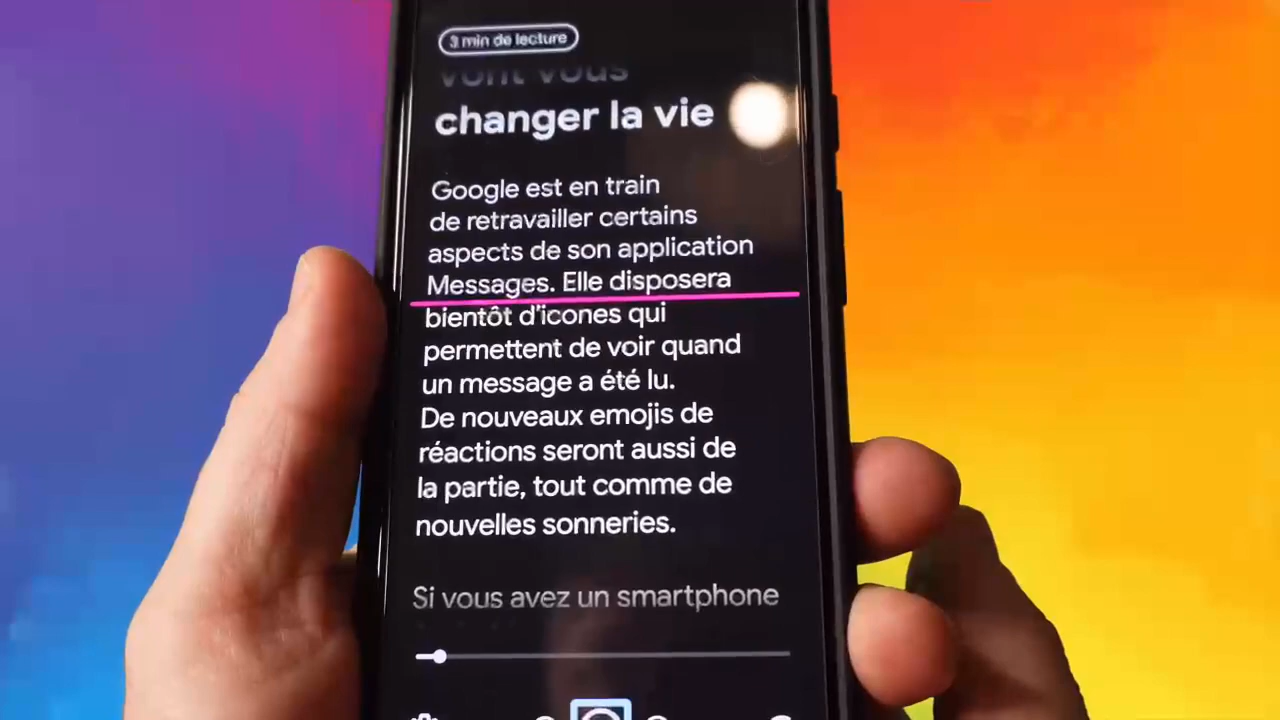 3 min de lecture
vont vous
changer la vie
Google est en train
de retravailler certains
aspects de son application
Messages. Elle disposera
bientôt d'icones qui
permettent de voir quand
un message a été lu.
De nouveaux emojis de
réactions seront aussi de
la partie, tout comme de
nouvelles sonneries.
Si vous avez un smartphone